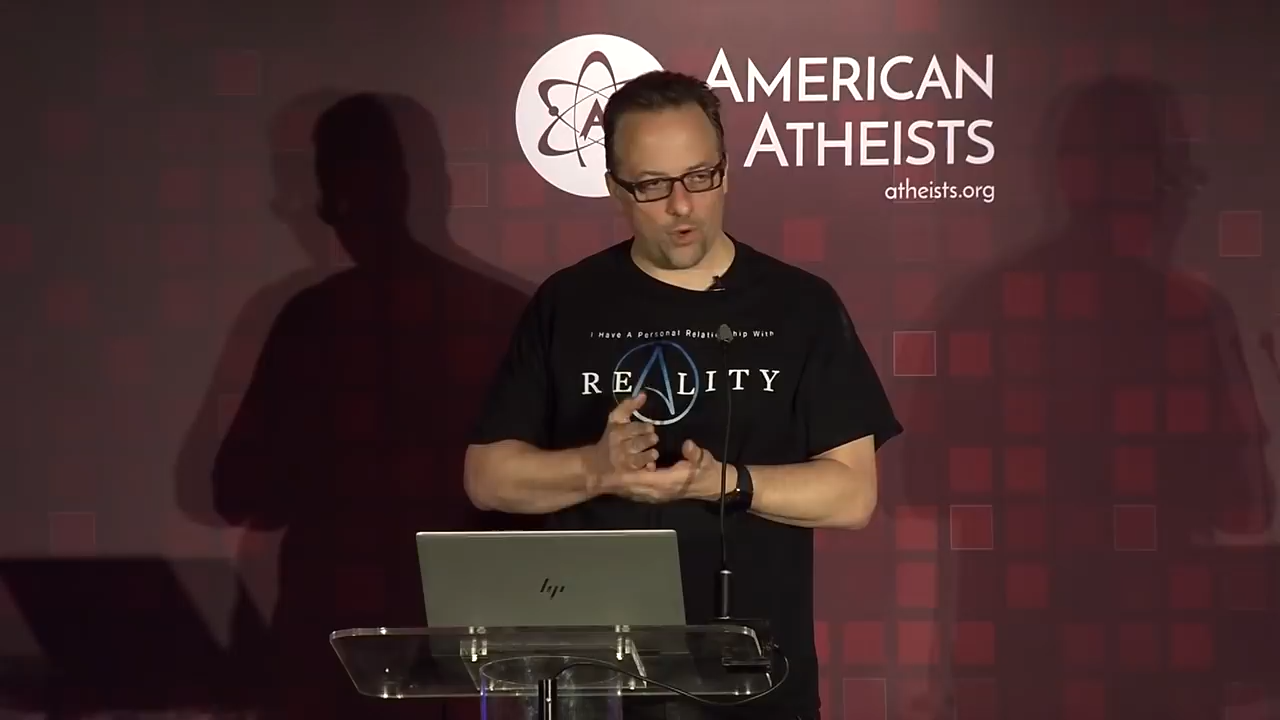 AMERICAN
ATHEISTS
atheists.org
A
I Have A Personal Relationship With
REALITY
hp